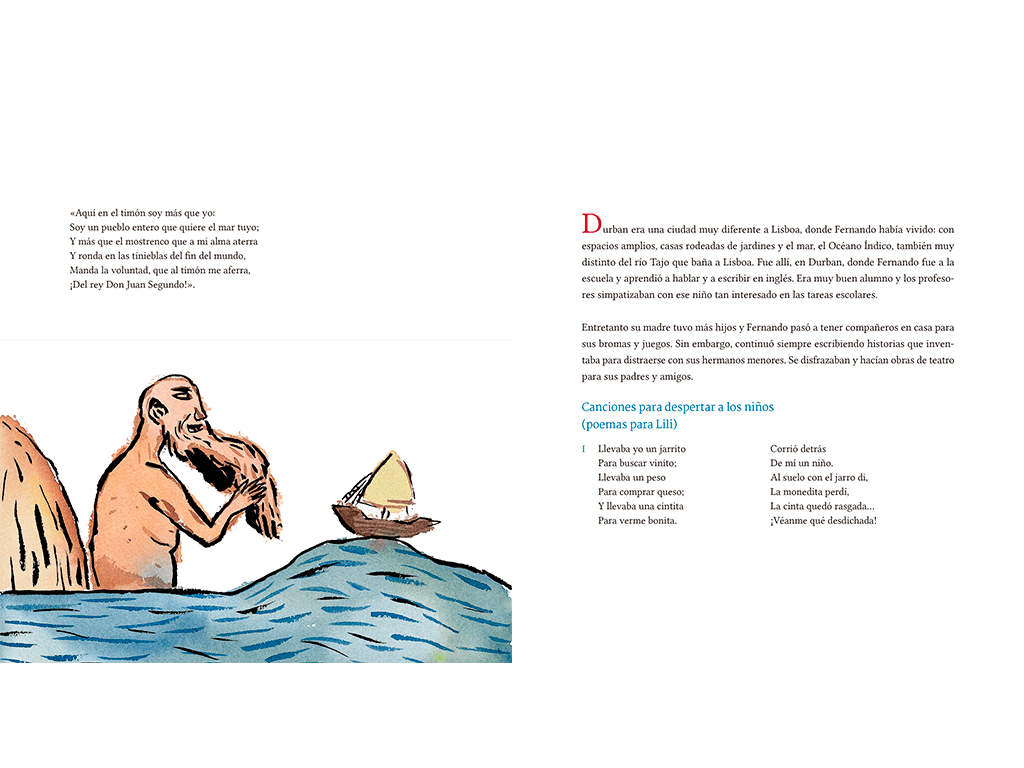 «Aquí en el timón soy más que yo:
Soy un pueblo entero que quiere el mar tuyo;
Y más que el mostrenco que a mi alma aterra
Y ronda en las tinieblas del fin del mundo,
Manda la voluntad, que al timón me aferra,
¡Del rey Don Juan Segundo!».
Durban era una ciudad muy diferente a Lisboa, donde Fernando había vivido: con
espacios amplios, casas rodeadas de jardines y el mar, el Océano Índico, también muy
distinto del río Tajo que baña a Lisboa. Fue allí, en Durban, donde Fernando fue a la
escuela y aprendió a hablar y a escribir en inglés. Era muy buen alumno y los profeso-
res simpatizaban con ese niño tan interesado en las tareas escolares.
Entretanto su madre tuvo más hijos y Fernando pasó a tener compañeros en casa para
sus bromas y juegos. Sin embargo, continuó siempre escribiendo historias que inven-
taba para distraerse con sus hermanos menores. Se disfrazaban y hacían obras de teatro
para sus padres y amigos.
Canciones para despertar a los niños
(poemas para Lili)
I Llevaba yo un jarrito
Para buscar vinito;
Llevaba un peso
Para comprar queso;
Y llevaba una cintita
Para verme bonita.
Corrió detrás
De mí un niño.
Al suelo con el jarro di,
La monedita perdí,
La cinta quedó rasgada...
¡Véanme qué desdichada!